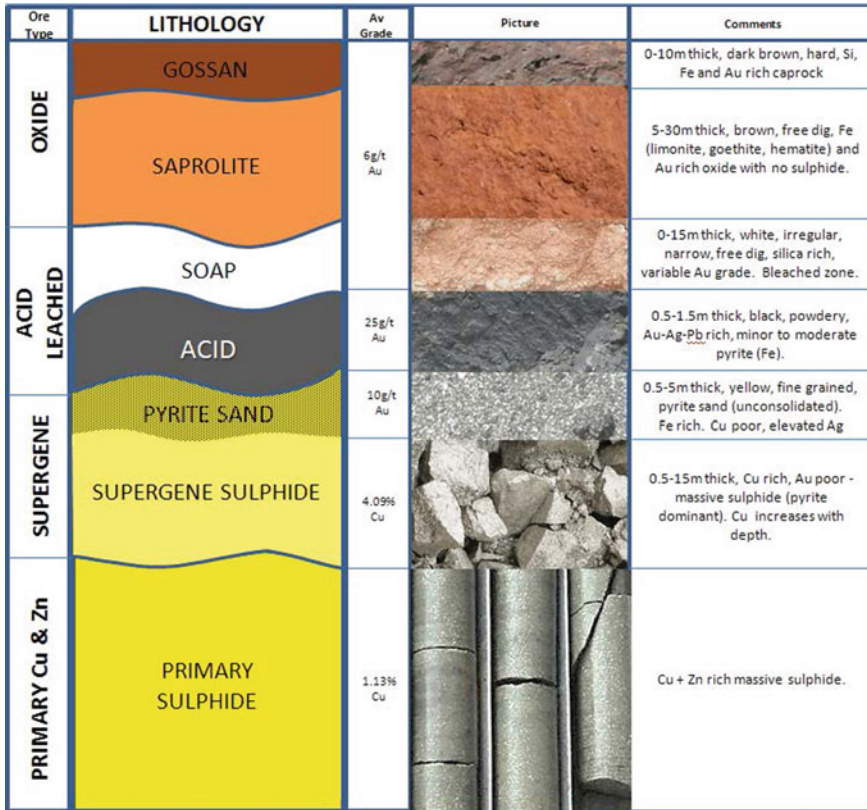 Ore
Type
LITHOLOGY
Av
Grade
Picture
Comments
OXIDE
GOSSAN
0-10m thick, dark brown, hard, Si,
Fe and Au rich caprock
SAPROLITE
6g/t
Au
5-30m thick, brown, free dig, Fe
(limonite, goethite, hematite) and
Au rich oxide with no sulphide.
ACID
LEACHED
SOAP
0-15m thick, white, irregular,
narrow, free dig, silica rich,
variable Au grade. Bleached zone.
ACID
25g/t
Au
0.5-1.5m thick, black, powdery,
Au-Ag-Pb rich, minor to moderate
pyrite (Fe).
SUPERGENE
PYRITE SAND
10g/t
Au
0.5-5m thick, yellow, fine grained,
pyrite sand (unconsolidated).
Fe rich. Cu poor, elevated Ag
SUPERGENE SULPHIDE
4.09%
Cu
0.5-15m thick, Cu rich, Au poor -
massive sulphide (pyrite
dominant). Cu increases with
depth.
PRIMARY Cu & Zn
PRIMARY
SULPHIDE
1.13%
Cu
Cu + Zn rich massive sulphide.